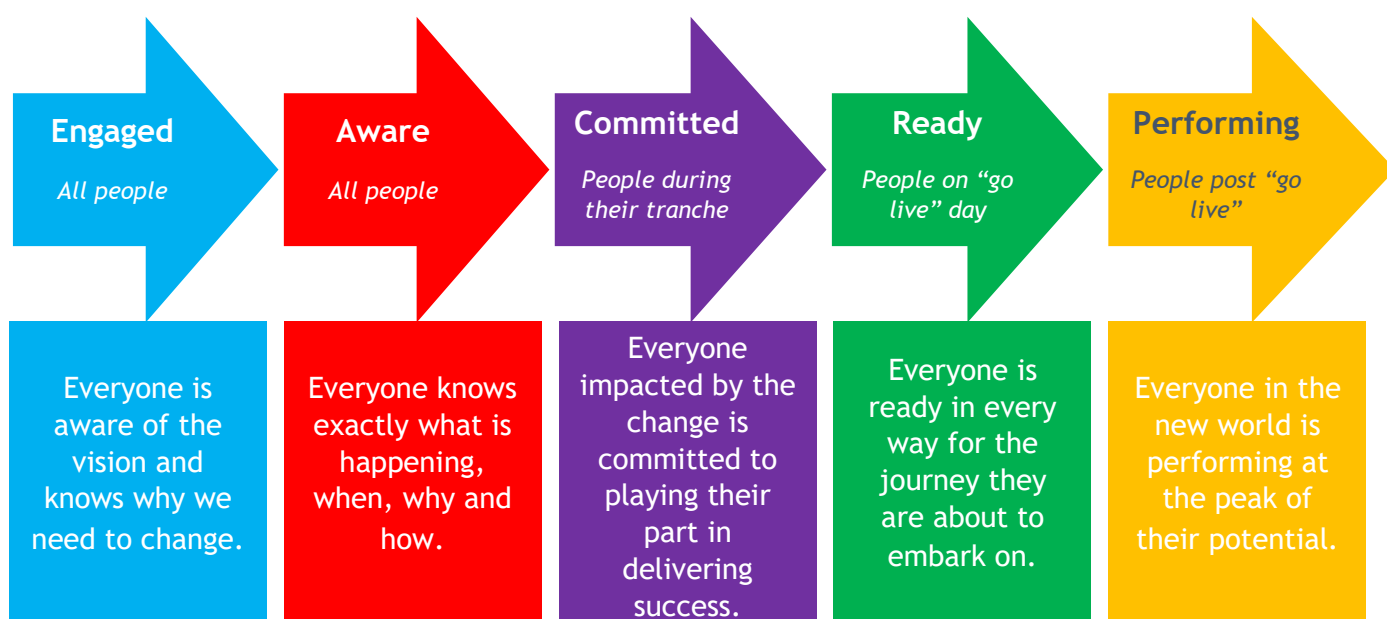 Engaged
All people
Aware
All people
Committed
People during
their tranche
Ready
People on “go
live” day
Performing
People post “go
live”
Everyone is
aware of the
vision and
knows why we
need to change.
Everyone knows
exactly what is
happening,
when, why and
how.
Everyone
impacted by the
change is
committed to
playing their
part in
delivering
success.
Everyone is
ready in every
way for the
journey they
are about to
embark on.
Everyone in the
new world is
performing at
the peak of
their potential.